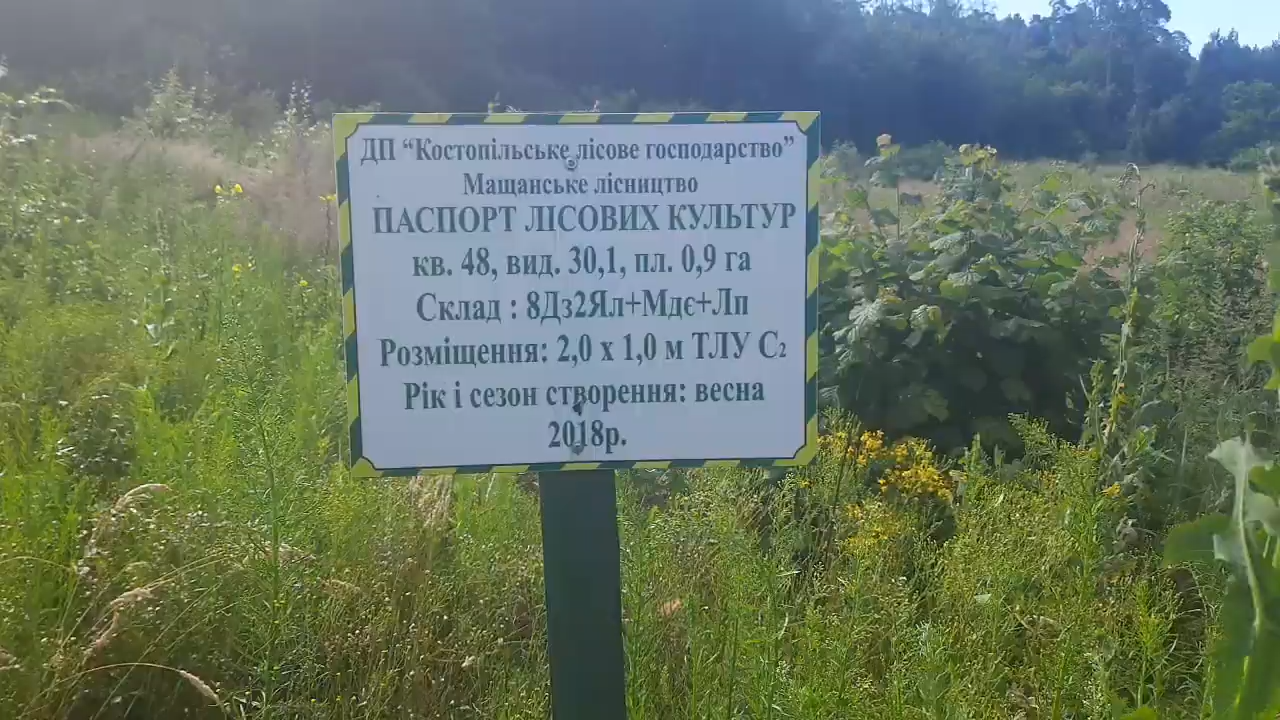 ДП “Костопільське лісове господарство”
Мащанське лісництво
ПАСПОРТ ЛІСОВИХ КУЛЬТУР
кв. 48, вид. 30,1, пл. 0,9 га
Склад : 8Дз2Ял+Мдє+Лп
Розміщення: 2,0 х 1,0 м ТЛУ С₂
Рік і сезон створення: весна
2018р.